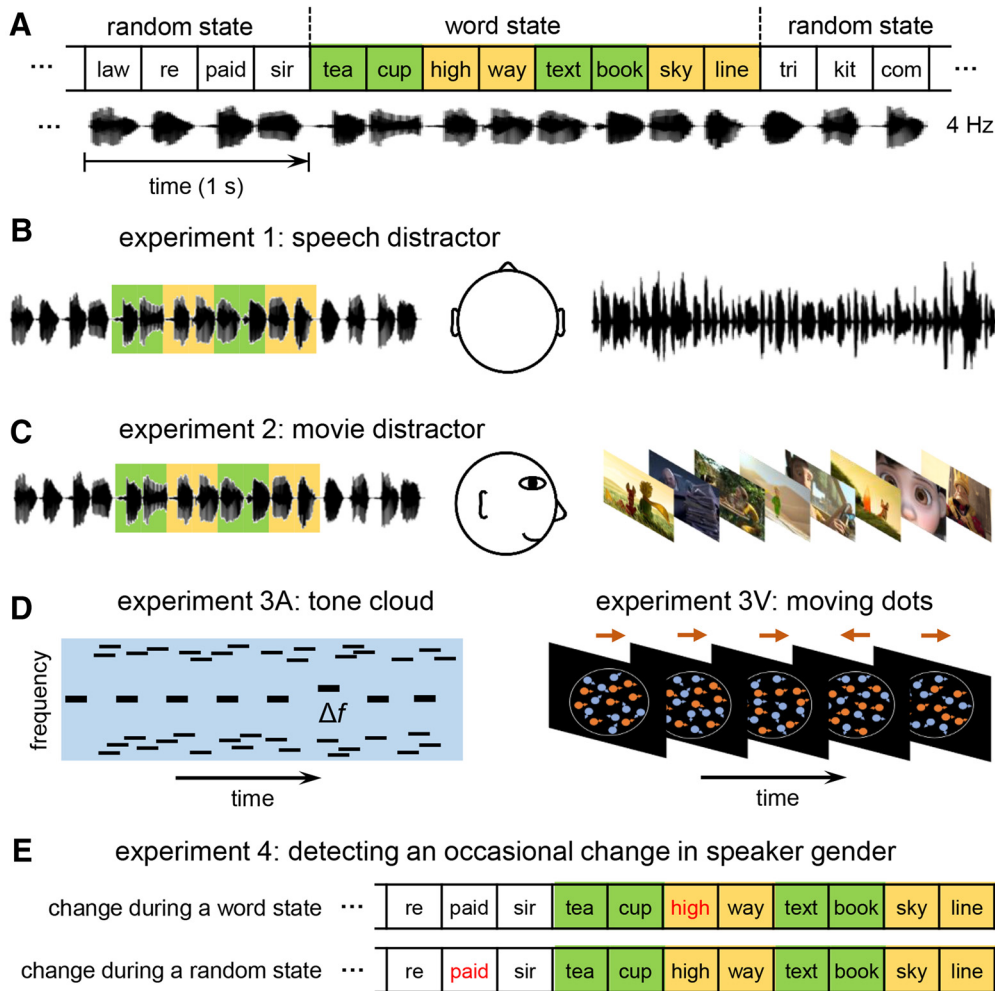 A
random state word state random state
... law re paid sir tea cup high way text book sky line tri kit com ...
... 4 Hz
time (1 s)
B experiment 1: speech distractor
C experiment 2: movie distractor
D experiment 3A: tone cloud experiment 3V: moving dots
frequency
Δf
time time
E experiment 4: detecting an occasional change in speaker gender
change during a word state ... re paid sir tea cup high way text book sky line
change during a random state ... re paid sir tea cup high way text book sky line